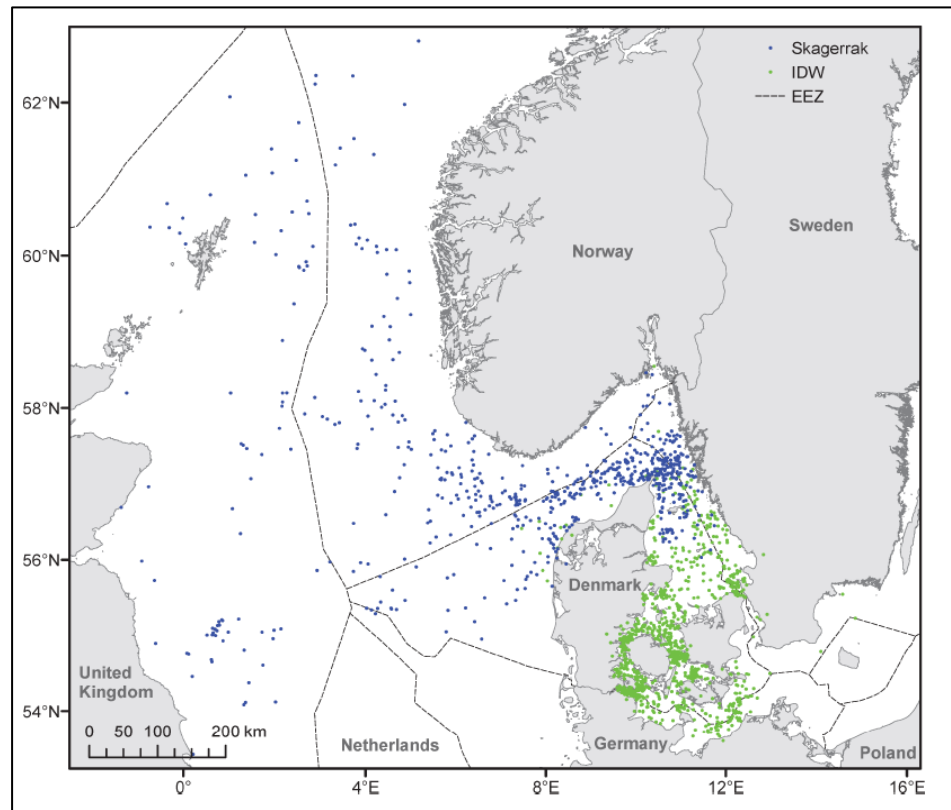 Skagerrak
IDW
EEZ
62°N
60°N
58°N
56°N
54°N
Norway
Sweden
Denmark
United
Kingdom
Netherlands
Germany
Poland
0 50 100 200 km
0°
4°E
8°E
12°E
16°E